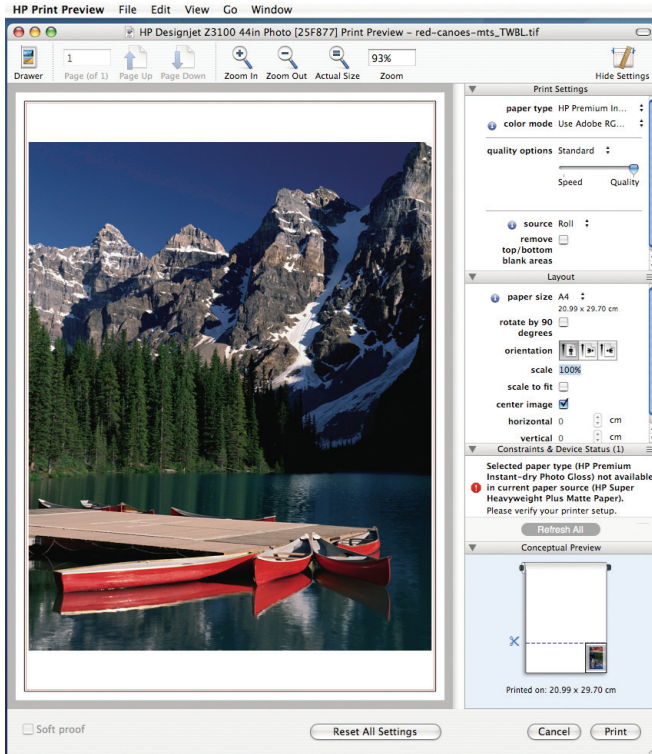 HP Print Preview File Edit View Go Window
HP Designjet Z3100 44in Photo [25F877] Print Preview – red-canoes-mts_TWBL.tif
1
93%
Drawer Page (of 1) Page Up Page Down Zoom In Zoom Out Actual Size Zoom Hide Settings
Print Settings
paper type HP Premium In...
color mode Use Adobe RG...
quality options Standard
Speed Quality
source Roll
remove
top/bottom
blank areas
Layout
paper size A4
20.99 x 29.70 cm
rotate by 90
degrees
orientation
scale 100%
scale to fit
center image
horizontal 0 cm
vertical 0 cm
Constraints & Device Status (1)
Selected paper type (HP Premium
Instant-dry Photo Gloss) not available
in current paper source (HP Super
Heavyweight Plus Matte Paper).
Please verify your printer setup.
Refresh All
Conceptual Preview
Printed on: 20.99 x 29.70 cm
Soft proof Reset All Settings Cancel Print